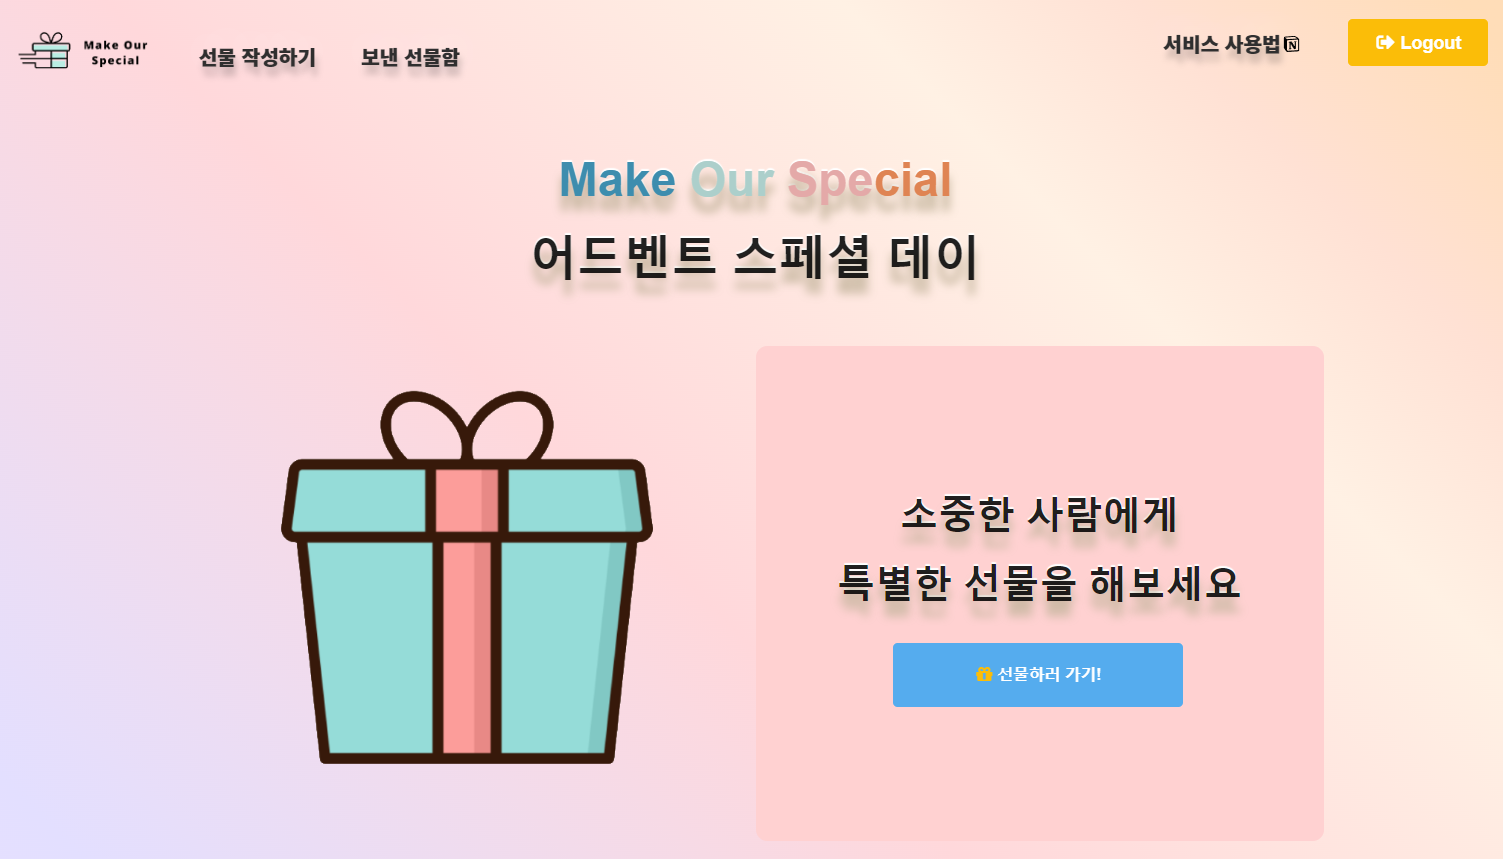 Make Our
Special
선물 작성하기
보낸 선물함
서비스 사용법
Logout
Make Our Special
어드벤트 스페셜 데이
소중한 사람에게
특별한 선물을 해보세요
선물하러 가기!